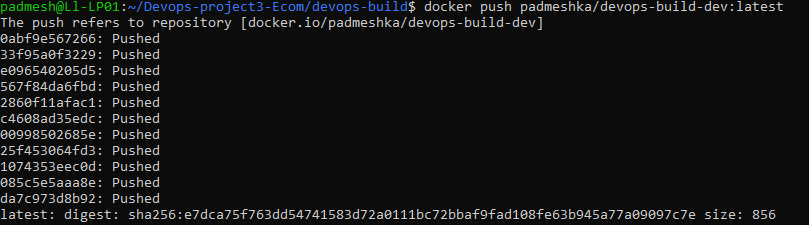 padmesh@Ll-LP01:~/Devops-project3-Ecom/devops-build$ docker push padmeshka/devops-build-dev:latest
The push refers to repository [docker.io/padmeshka/devops-build-dev]
0abf9e567266: Pushed
33f95a0f3229: Pushed
e096540205d5: Pushed
567f84da6fbd: Pushed
2860f11afac1: Pushed
c4608ad35edc: Pushed
00998502685e: Pushed
25f453064fd3: Pushed
1074353eec0d: Pushed
085c5e5aaa8e: Pushed
da7c973d8b92: Pushed
latest: digest: sha256:e7dca75f763dd54741583d72a0111bc72bbaf9fad108fe63b945a77a09097c7e size: 856